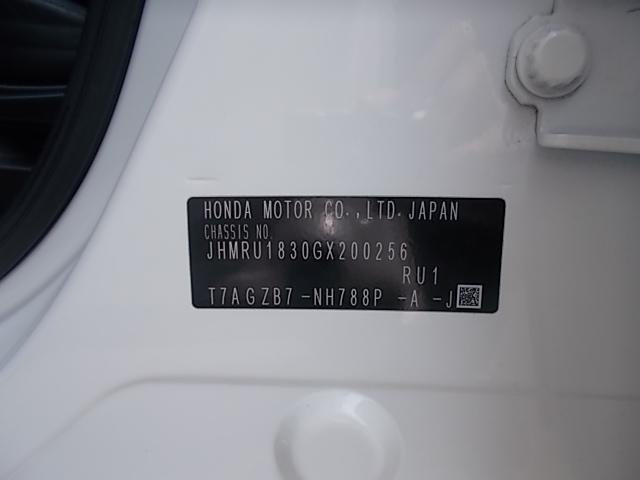 HONDA MOTOR CO.,LTD.JAPAN
CHASSIS NO.
JHMRU1830GX200256
RU1
T7AGZB7-NH788P -A -J